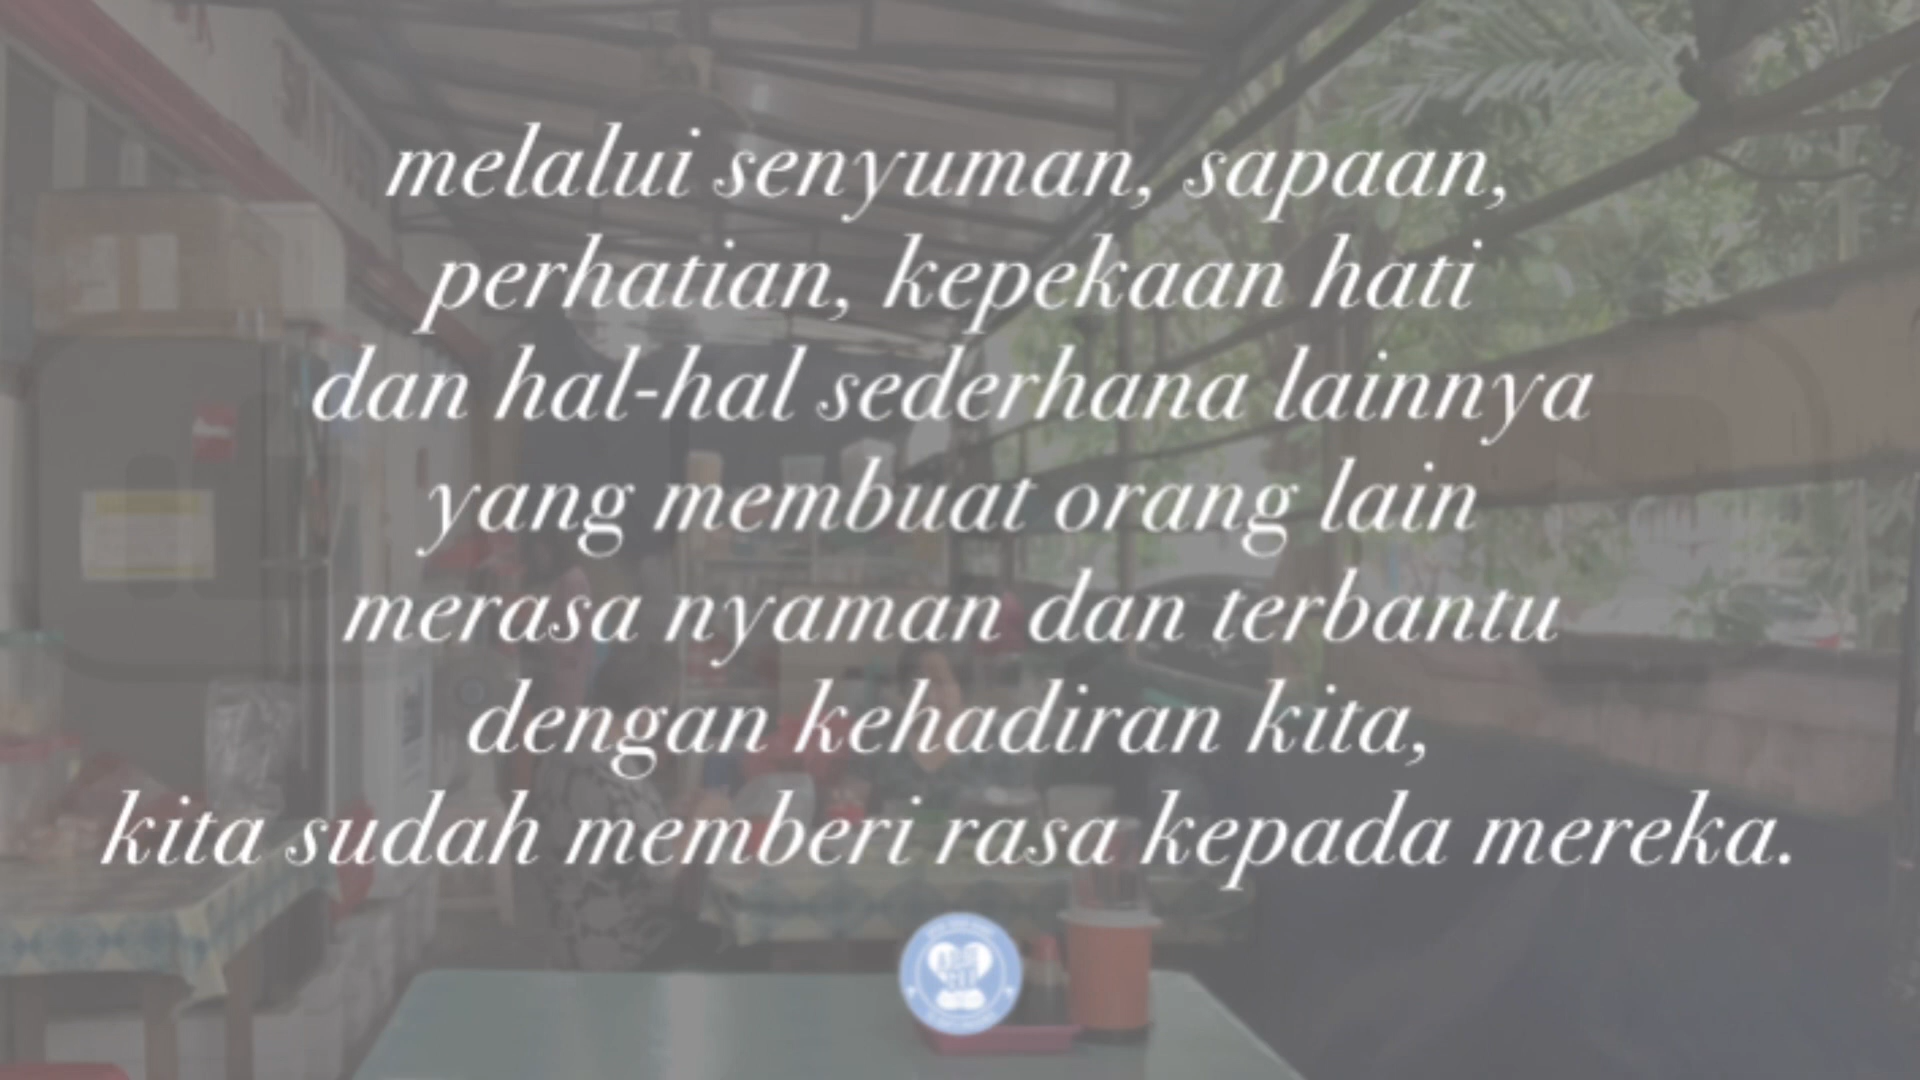 melalui senyuman, sapaan,
perhatian, kepekaan hati
dan hal-hal sederhana lainnya
yang membuat orang lain
merasa nyaman dan terbantu
dengan kehadiran kita,
kita sudah memberi rasa kepada mereka.